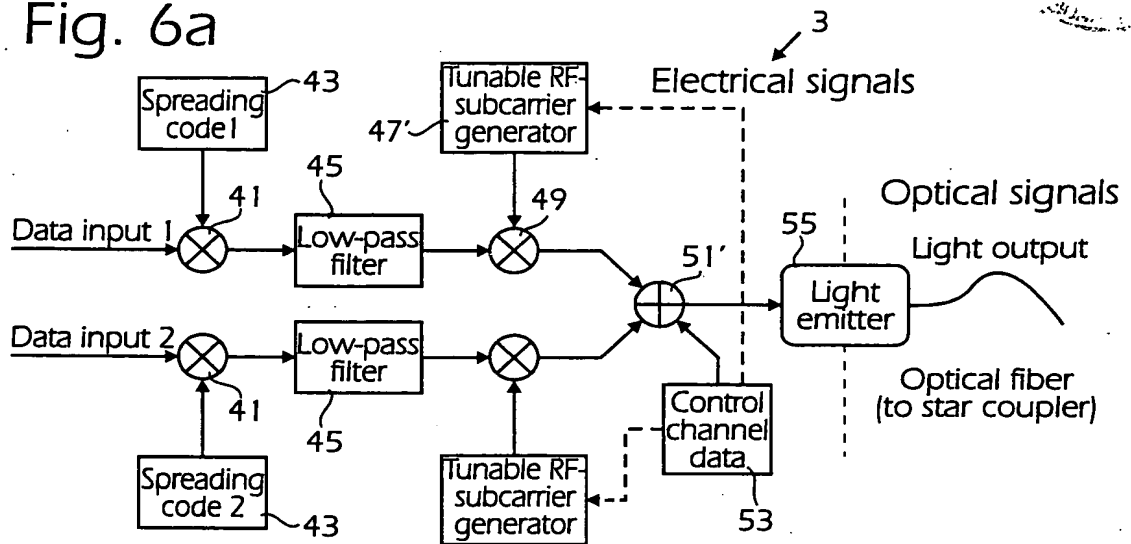 Fig. 6a
3
Electrical signals
43
Spreading
code1
Tunable RF-
subcarrier
generator
47′
Optical signals
Light output
Data input 1
41
45
Low-pass
filter
49
51′
55
Light
emitter
Data input 2
41
Low-pass
filter
45
Optical fiber
(to star coupler)
Control
channel
data
53
Spreading
code 2
43
Tunable RF-
subcarrier
generator